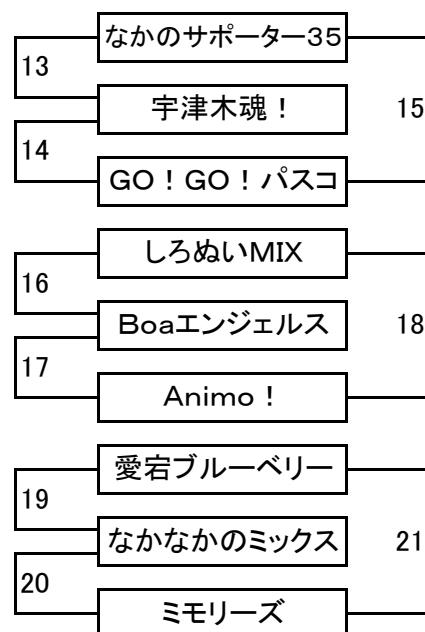 なかのサポーター35
13
宇津木魂！
15
14
GO！GO！パスコ
しろぬいMIX
16
Boaエンジェルス
18
17
Animo！
愛宕ブルーベリー
19
なかなかのミックス
21
20
ミモリーズ